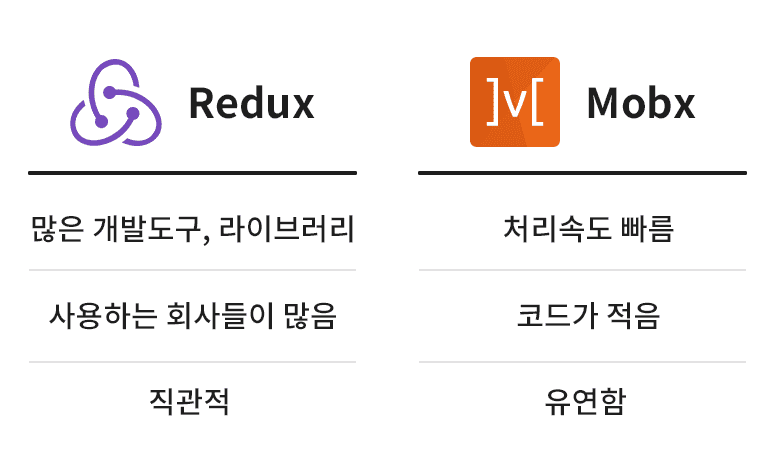 Redux
많은 개발도구, 라이브러리
사용하는 회사들이 많음
직관적
]v[ Mobx
처리속도 빠름
코드가 적음
유연함